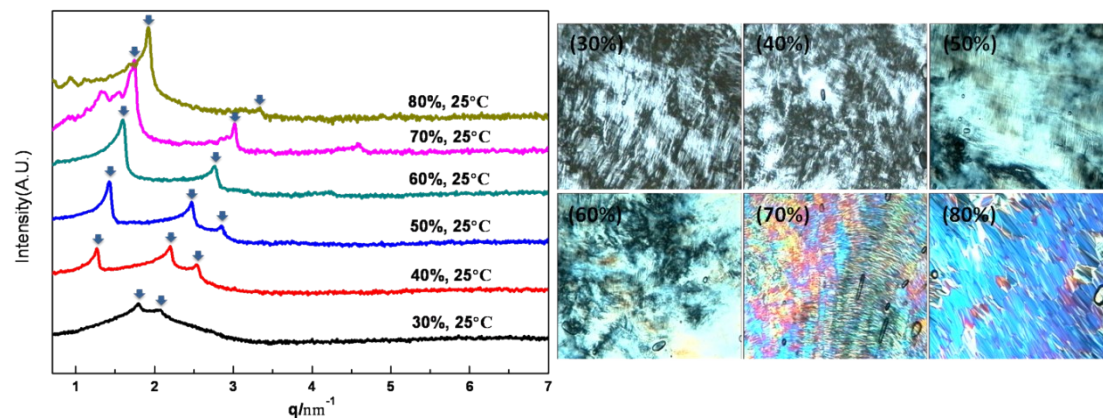 Intensity(A.U.)
80%, 25°C
70%, 25°C
60%, 25°C
50%, 25°C
40%, 25°C
30%, 25°C
1 2 3 4 5 6 7
q/nm⁻¹
(30%) (40%) (50%)
(60%) (70%) (80%)